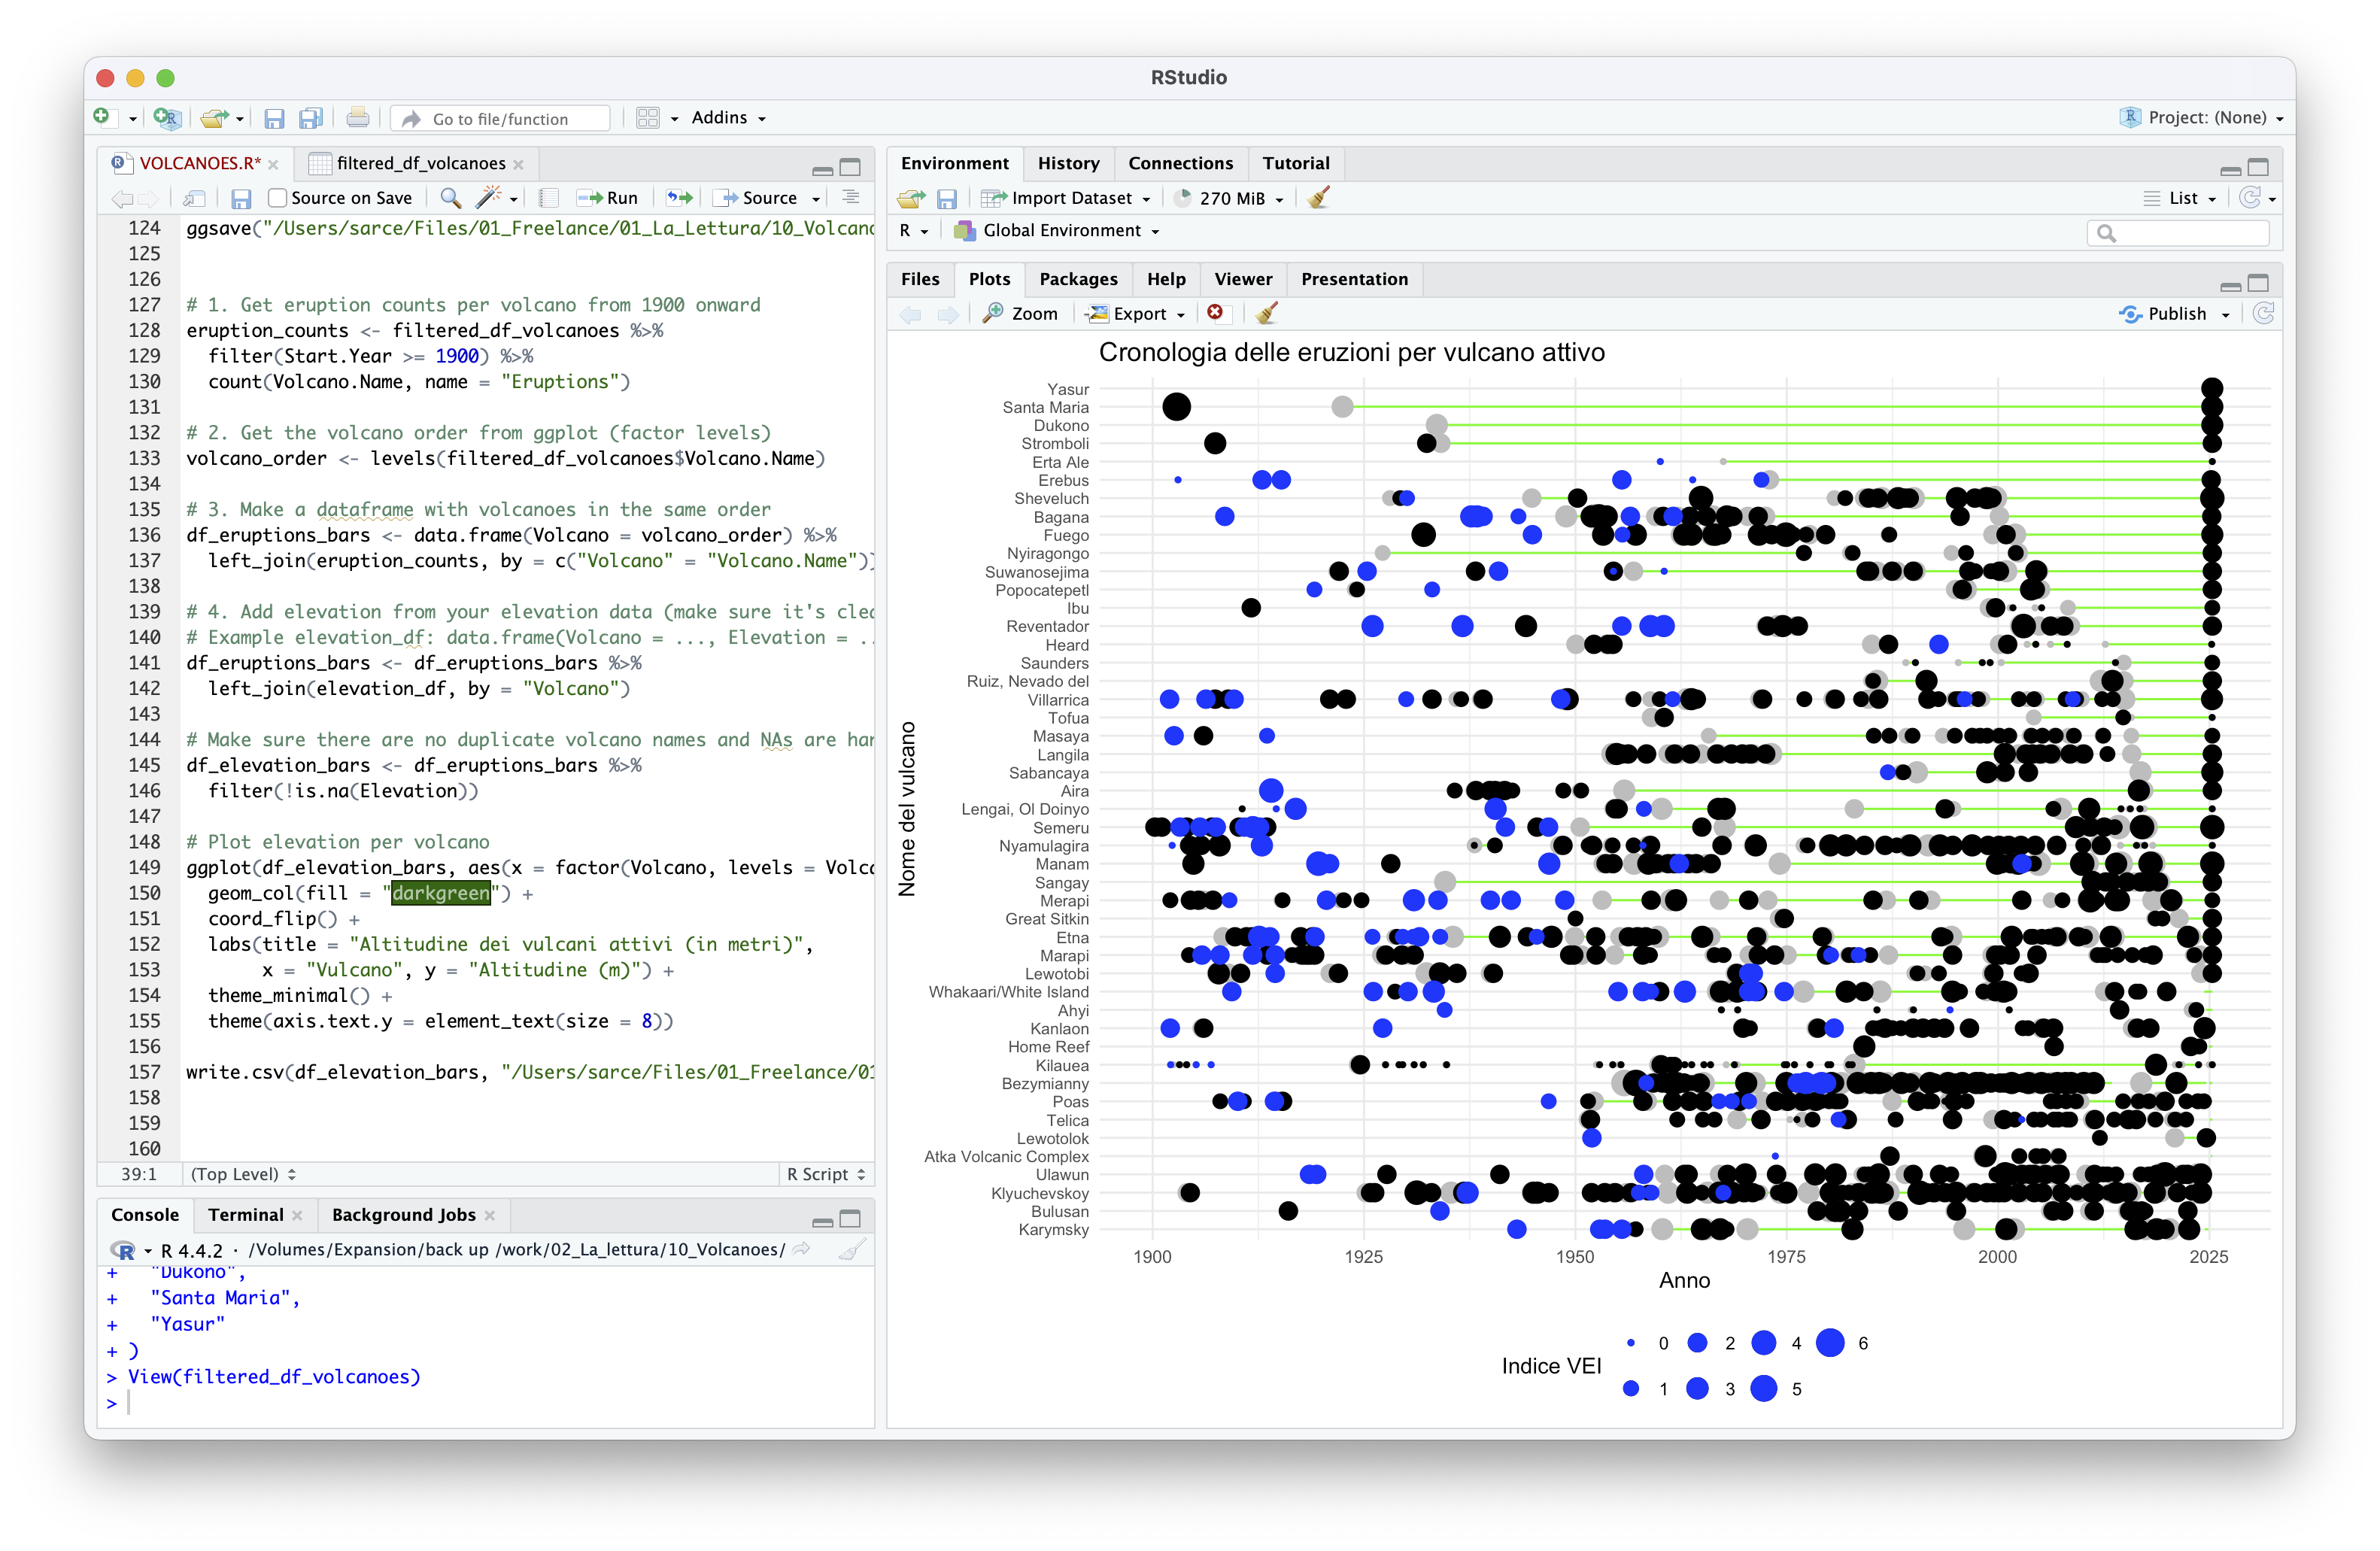 RStudio
Go to file/function
Addins
Project: (None)
VOLCANOES.R*
filtered_df_volcanoes
Source on Save
Run
Source
124 ggsave("/Users/sarce/Files/01_Freelance/01_La_Lettura/10_Volcano
125
126
127 # 1. Get eruption counts per volcano from 1900 onward
128 eruption_counts <- filtered_df_volcanoes %>%
129 filter(Start.Year >= 1900) %>%
130 count(Volcano.Name, name = "Eruptions")
131
132 # 2. Get the volcano order from ggplot (factor levels)
133 volcano_order <- levels(filtered_df_volcanoes$Volcano.Name)
134
135 # 3. Make a dataframe with volcanoes in the same order
136 df_eruptions_bars <- data.frame(Volcano = volcano_order) %>%
137 left_join(eruption_counts, by = c("Volcano" = "Volcano.Name"))
138
139 # 4. Add elevation from your elevation data (make sure it's clea
140 # Example elevation_df: data.frame(Volcano = ..., Elevation = ..
141 df_eruptions_bars <- df_eruptions_bars %>%
142 left_join(elevation_df, by = "Volcano")
143
144 # Make sure there are no duplicate volcano names and NAs are han
145 df_elevation_bars <- df_eruptions_bars %>%
146 filter(!is.na(Elevation))
147
148 # Plot elevation per volcano
149 ggplot(df_elevation_bars, aes(x = factor(Volcano, levels = Volca
150 geom_col(fill = "darkgreen") +
151 coord_flip() +
152 labs(title = "Altitudine dei vulcani attivi (in metri)",
153 x = "Vulcano", y = "Altitudine (m)") +
154 theme_minimal() +
155 theme(axis.text.y = element_text(size = 8))
156
157 write.csv(df_elevation_bars, "/Users/sarce/Files/01_Freelance/01
158
159
160
39:1
(Top Level)
R Script
Console
Terminal
Background Jobs
R 4.4.2 · /Volumes/Expansion/back up /work/02_La_lettura/10_Volcanoes/
+ "Dukono",
+ "Santa Maria",
+ "Yasur"
+ )
> View(filtered_df_volcanoes)
>
Environment
History
Connections
Tutorial
Import Dataset
270 MiB
List
R
Global Environment
Files
Plots
Packages
Help
Viewer
Presentation
Zoom
Export
Publish
Cronologia delle eruzioni per vulcano attivo
Nome del vulcano
Yasur
Santa Maria
Dukono
Stromboli
Erta Ale
Erebus
Sheveluch
Bagana
Fuego
Nyiragongo
Suwanosejima
Popocatepetl
Ibu
Reventador
Heard
Saunders
Ruiz, Nevado del
Villarrica
Tofua
Masaya
Langila
Sabancaya
Aira
Lengai, Ol Doinyo
Semeru
Nyamulagira
Manam
Sangay
Merapi
Great Sitkin
Etna
Marapi
Lewotobi
Whakaari/White Island
Ahyi
Kanlaon
Home Reef
Kilauea
Bezymianny
Poas
Telica
Lewotolok
Atka Volcanic Complex
Ulawun
Klyuchevskoy
Bulusan
Karymsky
1900 1925 1950 1975 2000 2025
Anno
Indice VEI
0 2 4 6
1 3 5